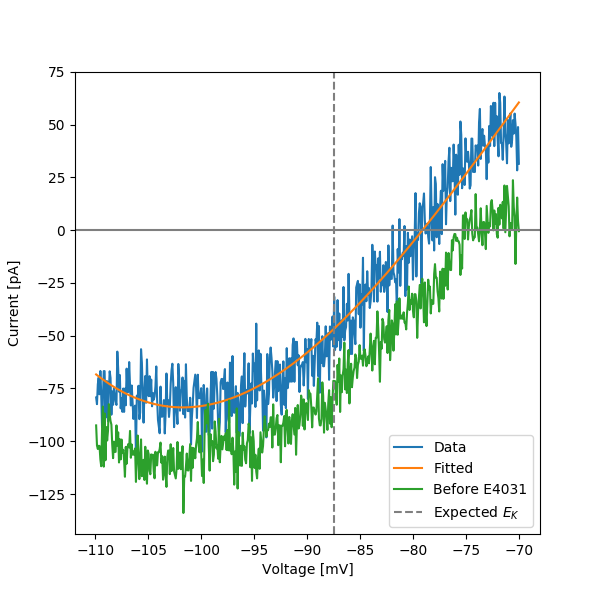 75
50
25
0
−25
−50
−75
−100
−125
Current [pA]
−110 −105 −100 −95 −90 −85 −80 −75 −70
Voltage [mV]
Data
Fitted
Before E4031
Expected E_K